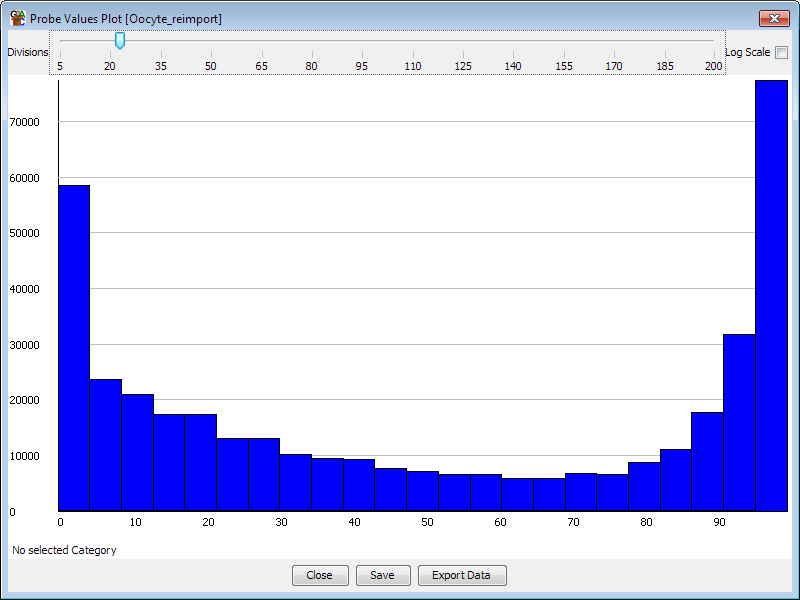 Probe Values Plot [Oocyte_reimport]
Divisions
5 20 35 50 65 80 95 110 125 140 155 170 185 200
Log Scale
70000
60000
50000
40000
30000
20000
10000
0
0 10 20 30 40 50 60 70 80 90
No selected Category
Close Save Export Data